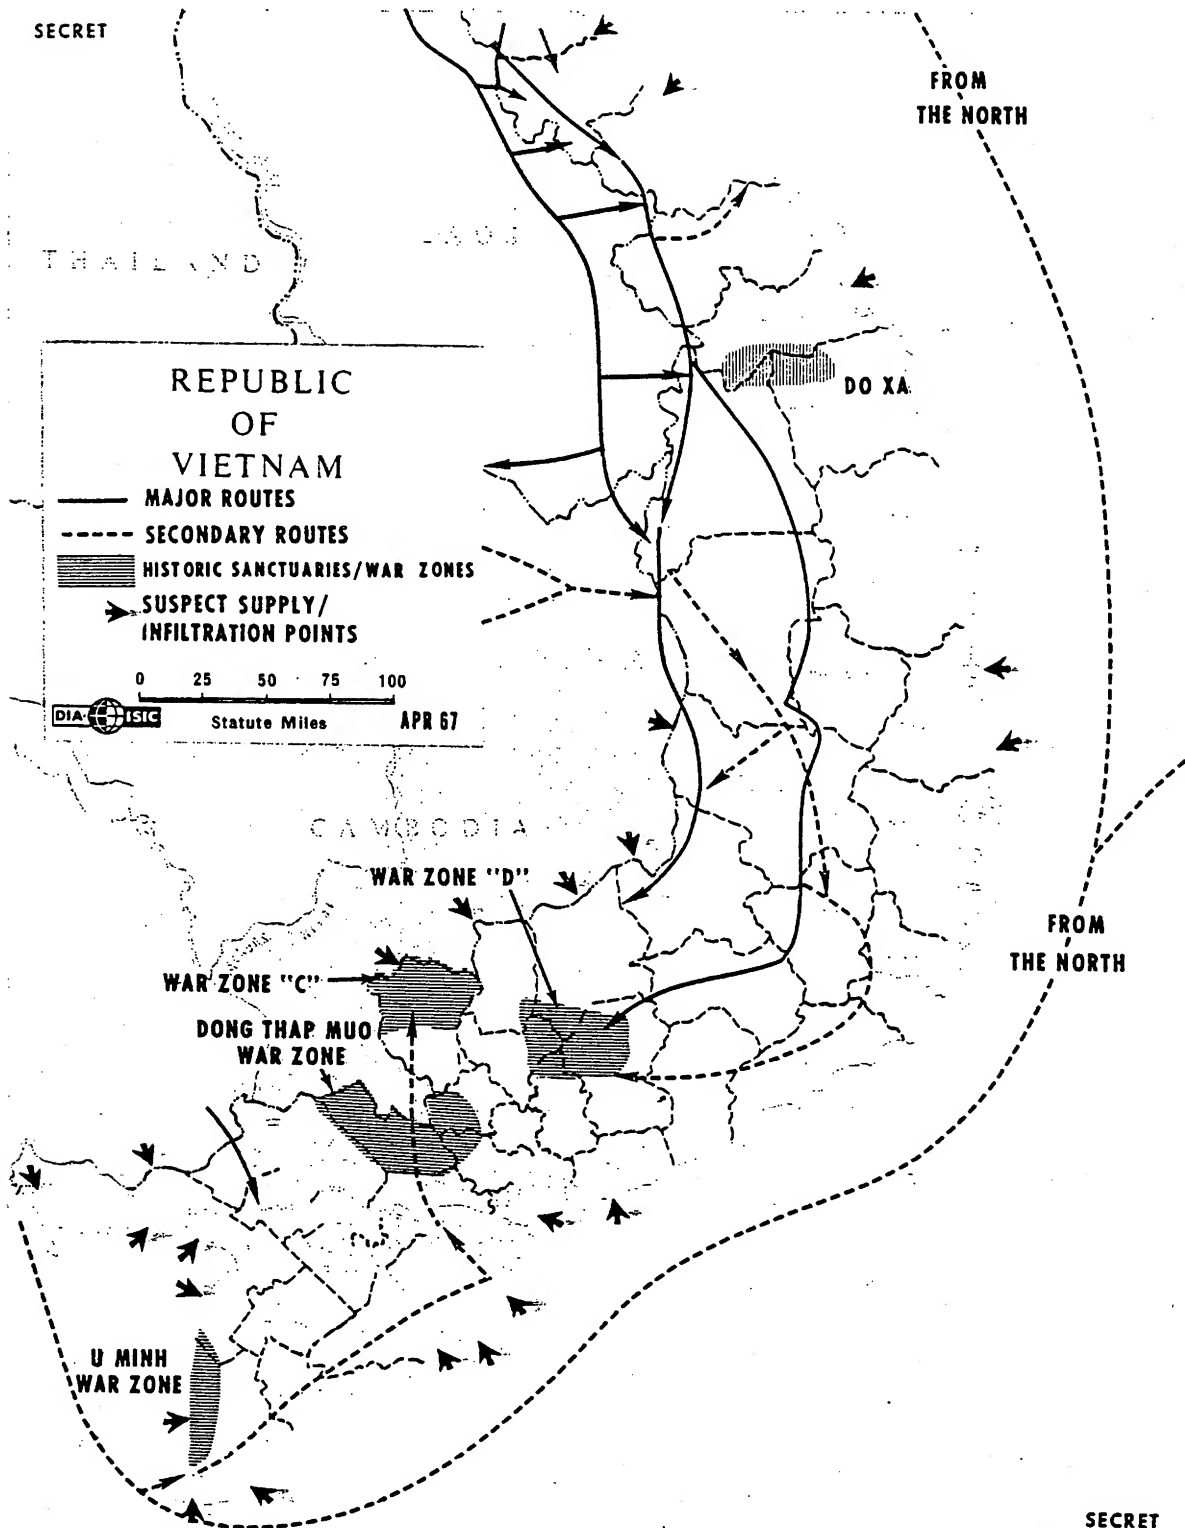 SECRET
FROM
THE NORTH
LAOS
THAILAND
REPUBLIC
OF
VIETNAM
MAJOR ROUTES
SECONDARY ROUTES
HISTORIC SANCTUARIES/WAR ZONES
SUSPECT SUPPLY/
INFILTRATION POINTS
0 25 50 75 100
Statute Miles
DIA-ISIC
APR 67
DO XA
CAMBODIA
WAR ZONE "D"
WAR ZONE "C"
DONG THAP MUO
WAR ZONE
FROM
THE NORTH
U MINH
WAR ZONE
SECRET